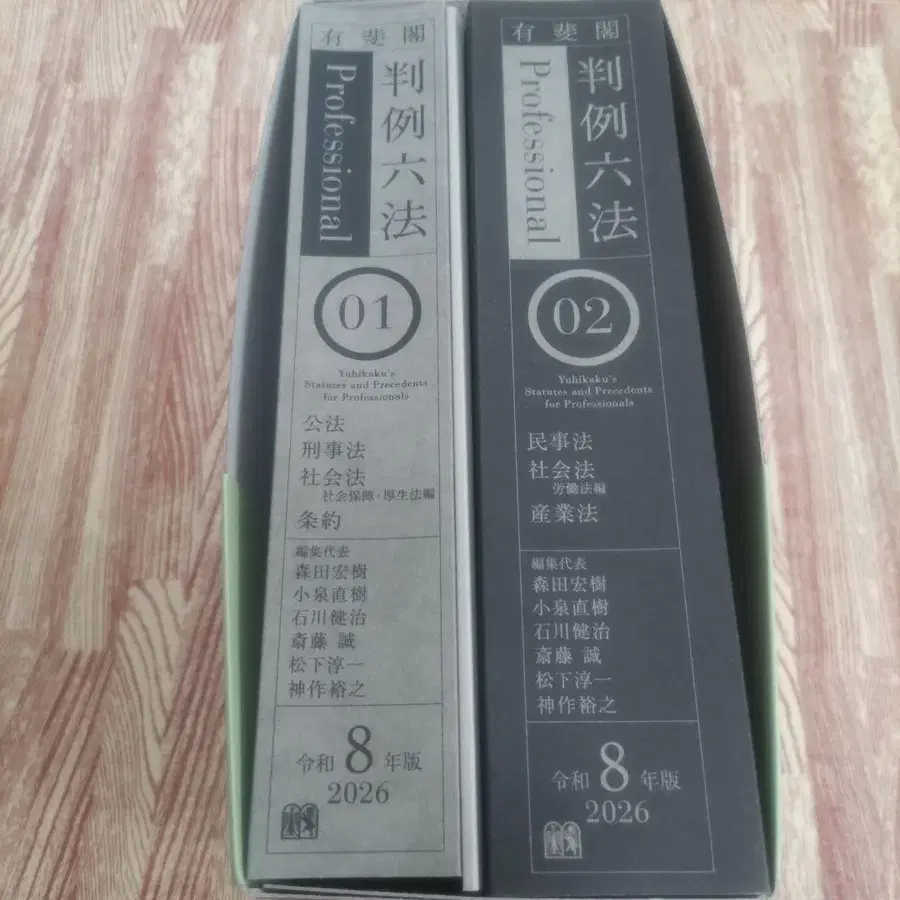 有斐閣
判例六法
Professional
01
Yuhikaku's
Statutes and Precedents
for Professionals
公法
刑事法
社会法
社会保障・厚生法編
条約
編集代表
森田宏樹
小泉直樹
石川健治
斎藤 誠
松下淳一
神作裕之
令和8年版
2026
有斐閣
判例六法
Professional
02
Yuhikaku's
Statutes and Precedents
for Professionals
民事法
社会法
労働法編
産業法
編集代表
森田宏樹
小泉直樹
石川健治
斎藤 誠
松下淳一
神作裕之
令和8年版
2026